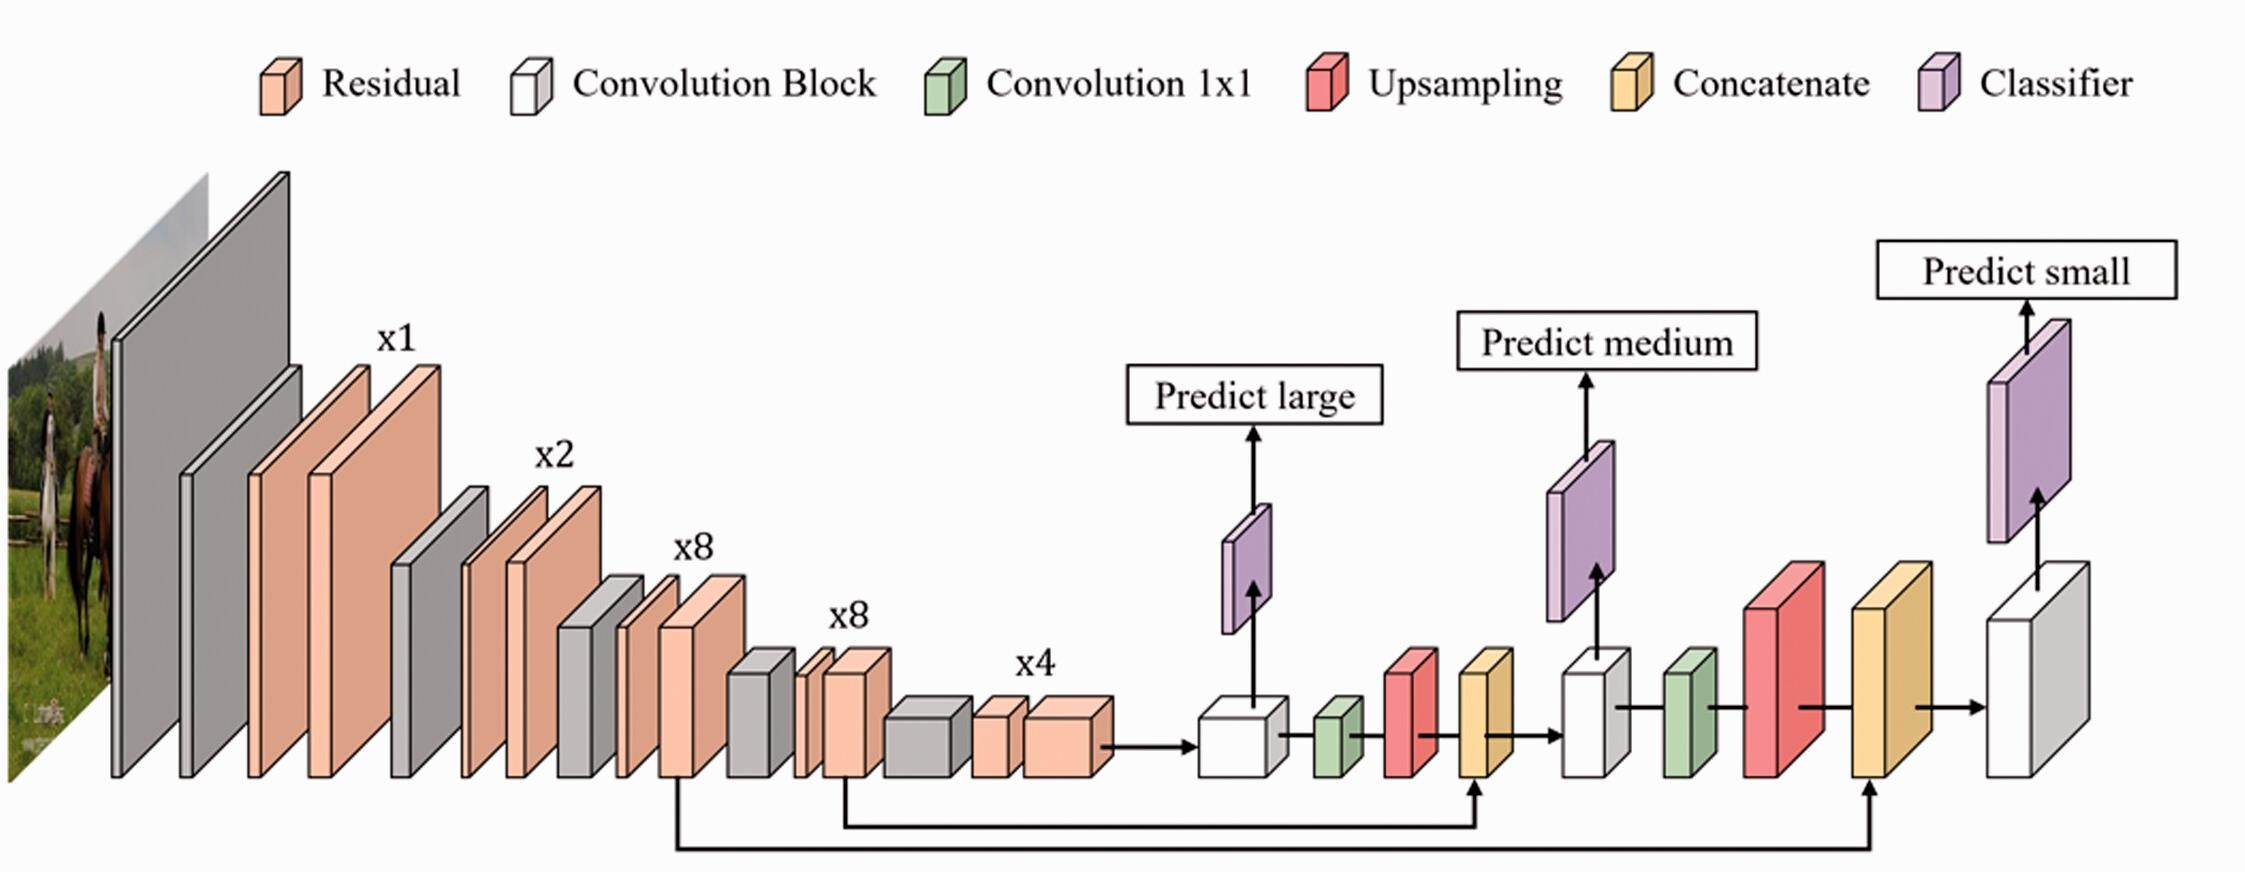 Residual
Convolution Block
Convolution 1x1
Upsampling
Concatenate
Classifier
x1
x2
x8
x8
x4
Predict large
Predict medium
Predict small